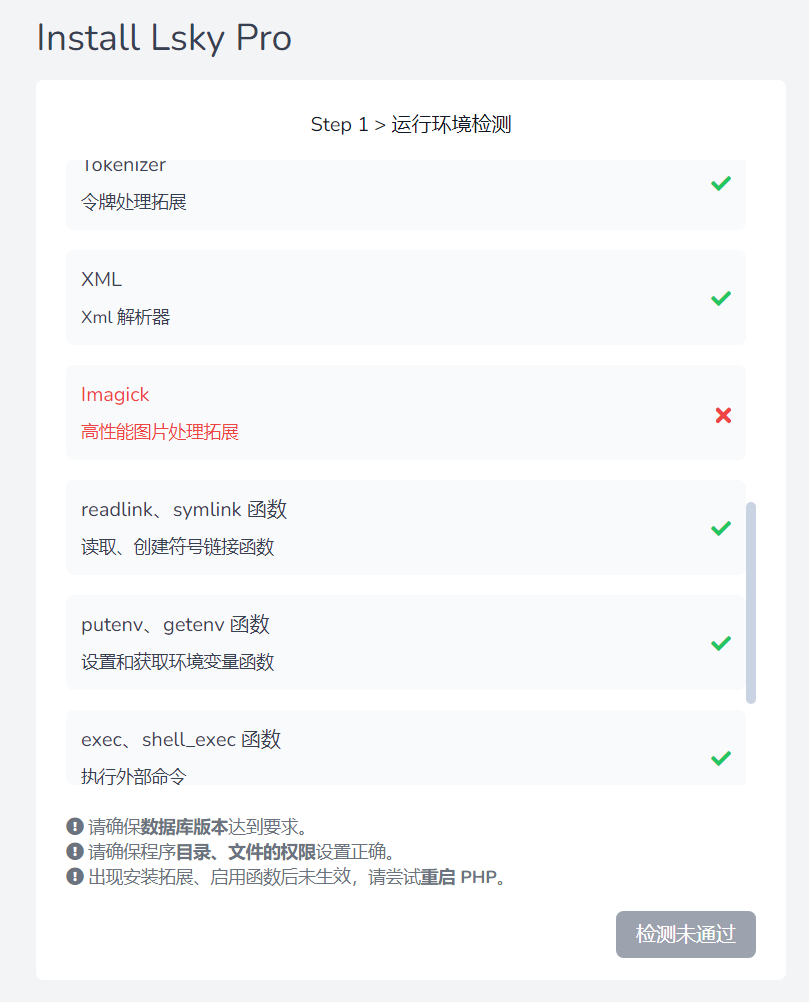 Install Lsky Pro
Step 1 > 运行环境检测
Tokenizer
令牌处理拓展
XML
Xml 解析器
Imagick
高性能图片处理拓展
readlink、symlink 函数
读取、创建符号链接函数
putenv、getenv 函数
设置和获取环境变量函数
exec、shell_exec 函数
执行外部命令
请确保数据库版本达到要求。
请确保程序目录、文件的权限设置正确。
出现安装拓展、启用函数后未生效，请尝试重启 PHP。
检测未通过